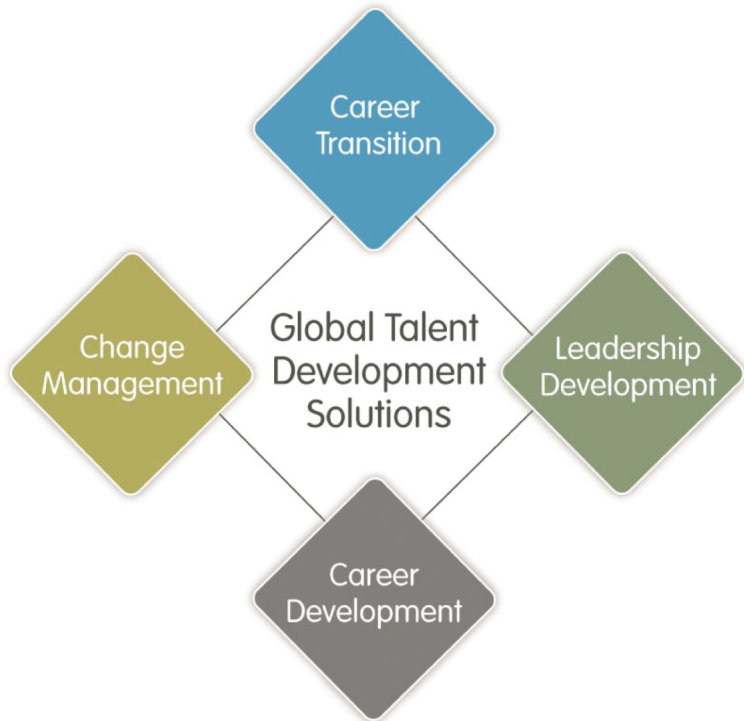 Career
Transition
Change
Management
Global Talent
Development
Solutions
Leadership
Development
Career
Development